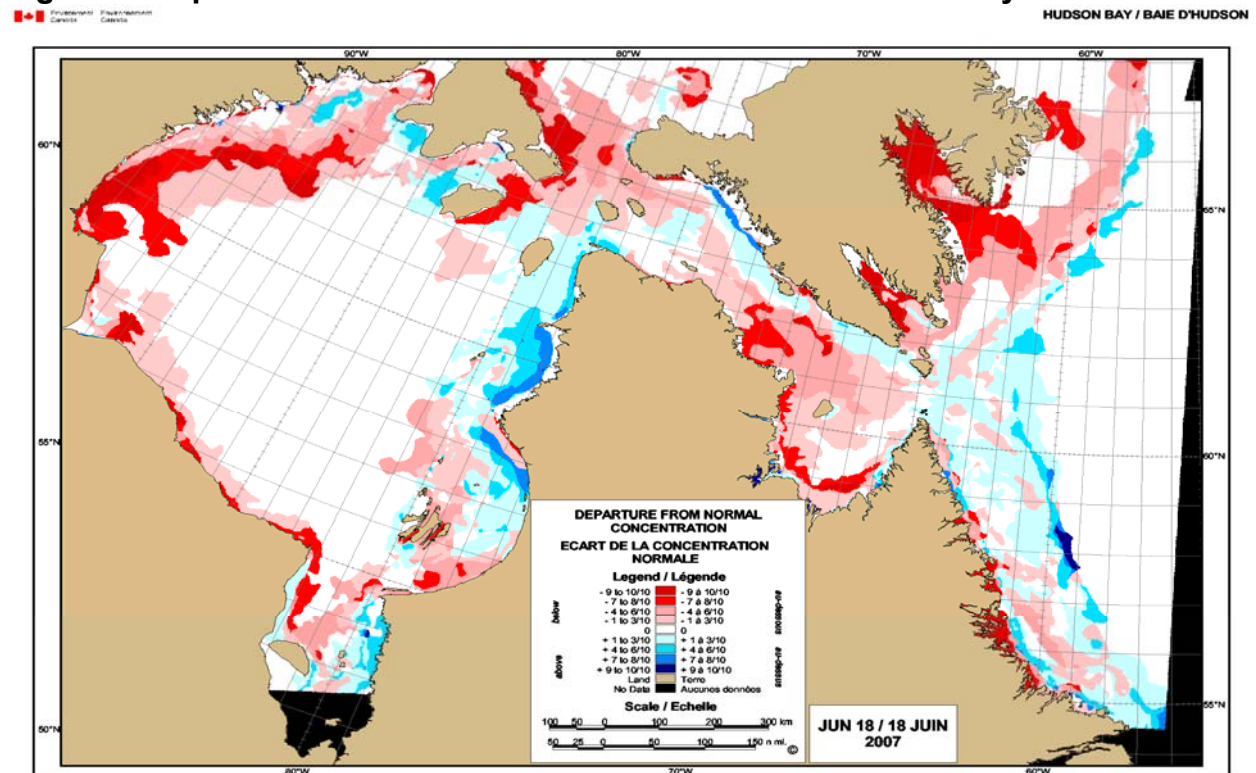 Environment Environnement
Canada Canada
HUDSON BAY / BAIE D'HUDSON
90°W 80°W 70°W 60°W
60°N
65°N
55°N
60°N
50°N
55°N
80°W 70°W 60°W
DEPARTURE FROM NORMAL
CONCENTRATION
ECART DE LA CONCENTRATION
NORMALE
Legend / Légende
below
above
- 9 to 10/10 - 9 à 10/10
- 7 to 8/10 - 7 à 8/10
- 4 to 6/10 - 4 à 6/10
- 1 to 3/10 - 1 à 3/10
0 0
+ 1 to 3/10 + 1 à 3/10
+ 4 to 6/10 + 4 à 6/10
+ 7 to 8/10 + 7 à 8/10
+ 9 to 10/10 + 9 à 10/10
Land Terre
No Data Aucunes données
au-dessous
au-dessus
Scale / Echelle
100 50 0 100 200 300 km
50 25 0 50 100 150 n mi.
©
JUN 18 / 18 JUIN
2007